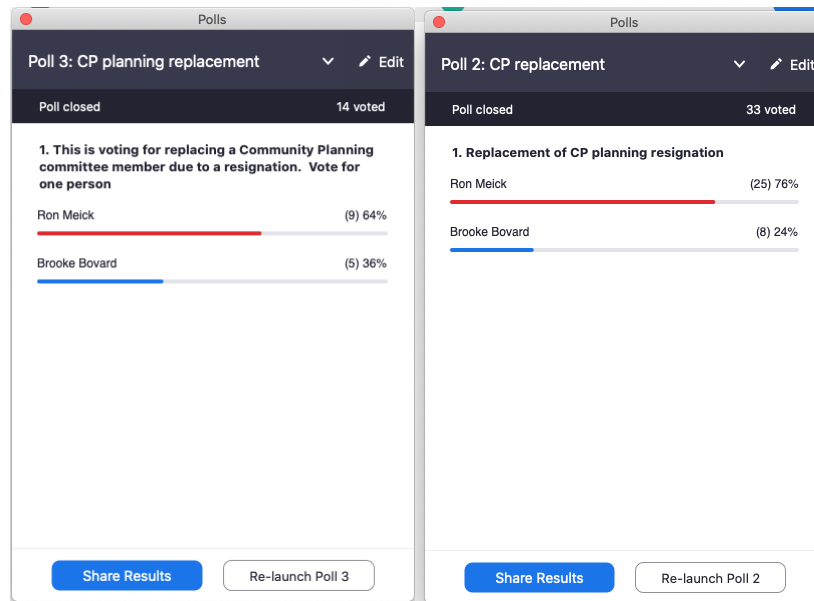 Polls
Poll 3: CP planning replacement
Edit
Poll closed
14 voted
1. This is voting for replacing a Community Planning
committee member due to a resignation.  Vote for
one person
Ron Meick
(9) 64%
Brooke Bovard
(5) 36%
Share Results
Re-launch Poll 3
Polls
Poll 2: CP replacement
Edit
Poll closed
33 voted
1. Replacement of CP planning resignation
Ron Meick
(25) 76%
Brooke Bovard
(8) 24%
Share Results
Re-launch Poll 2